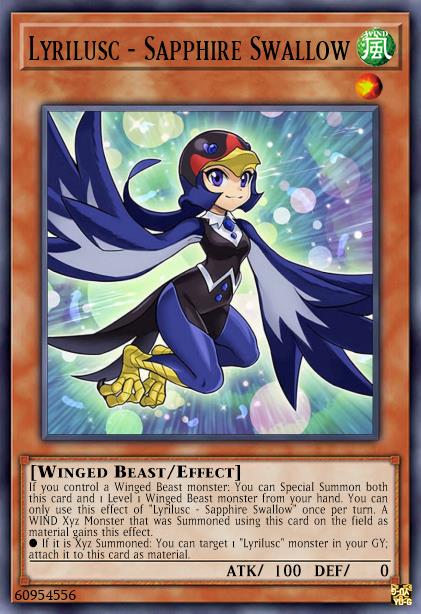 LYRILUSC - SAPPHIRE SWALLOW
WIND
風
[WINGED BEAST/EFFECT]
If you control a Winged Beast monster: You can Special Summon both
this card and 1 Level 1 Winged Beast monster from your hand. You can
only use this effect of "Lyrilusc - Sapphire Swallow" once per turn. A
WIND Xyz Monster that was Summoned using this card on the field as
material gains this effect.
● If it is Xyz Summoned: You can target 1 "Lyrilusc" monster in your GY;
attach it to this card as material.
ATK/ 100 DEF/ 0
60954556